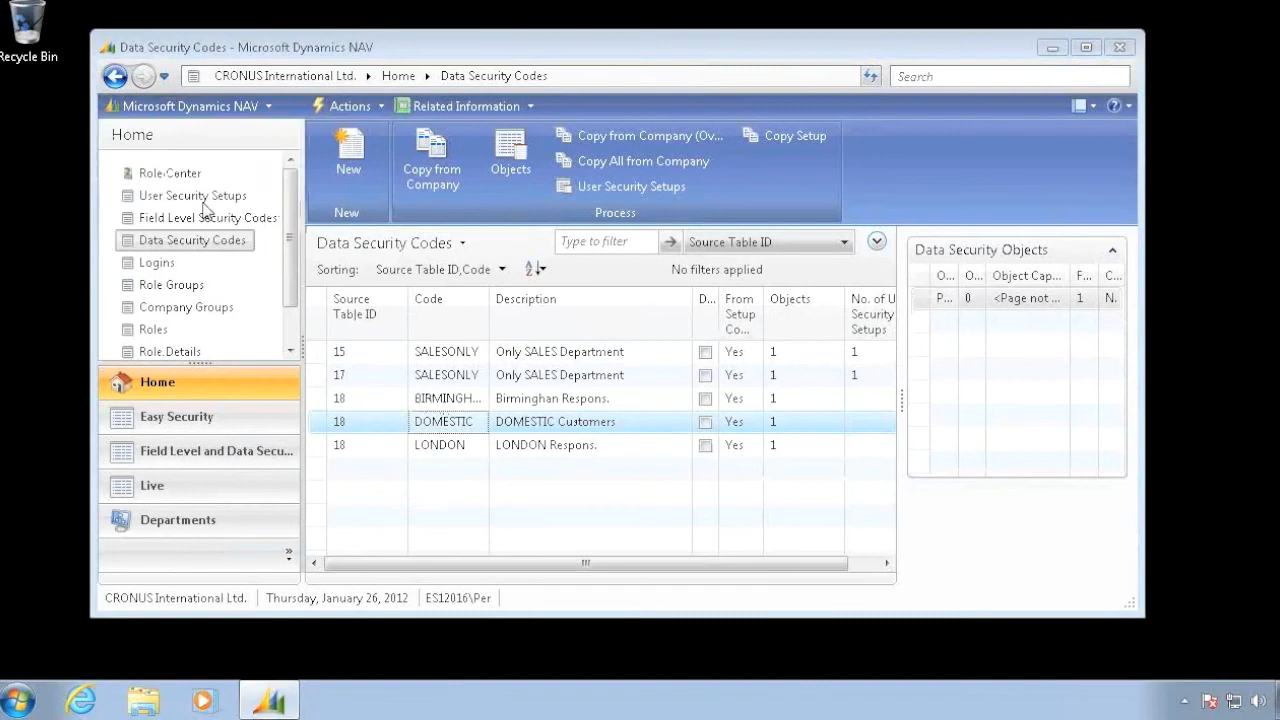 Recycle Bin
Data Security Codes - Microsoft Dynamics NAV
CRONUS International Ltd. Home Data Security Codes
Search
Microsoft Dynamics NAV
Actions
Related Information
Home
Role Center
User Security Setups
Field Level Security Codes
Data Security Codes
Logins
Role Groups
Company Groups
Roles
Role Details
Home
Easy Security
Field Level and Data Secu...
Live
Departments
New
New
Copy from Company
Objects
Copy from Company (Ov...
Copy All from Company
User Security Setups
Copy Setup
Process
Data Security Codes
Type to filter
Source Table ID
Sorting: Source Table ID,Code
No filters applied
Source Table ID Code Description D... From Setup Co... Objects No. of U Security Setups
15 SALESONLY Only SALES Department Yes 1 1
17 SALESONLY Only SALES Department Yes 1 1
18 BIRMINGH... Birminghan Respons. Yes 1
18 DOMESTIC DOMESTIC Customers Yes 1
18 LONDON LONDON Respons. Yes 1
Data Security Objects
O... O... Object Cap... F... C...
P... 0 <Page not ... 1 N.
CRONUS International Ltd. Thursday, January 26, 2012 ES12016\Per